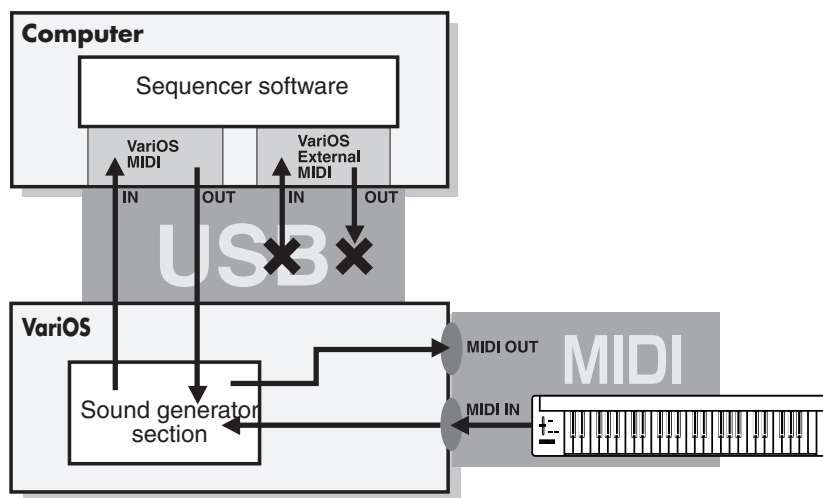 Computer
Sequencer software
VariOS
MIDI
VariOS
External
MIDI
IN
OUT
IN
OUT
USB
VariOS
MIDI OUT
MIDI
Sound generator
section
MIDI IN